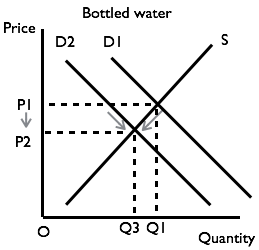 Bottled water
Price
D2 D1 S
P1
P2
O
Q3 Q1
Quantity